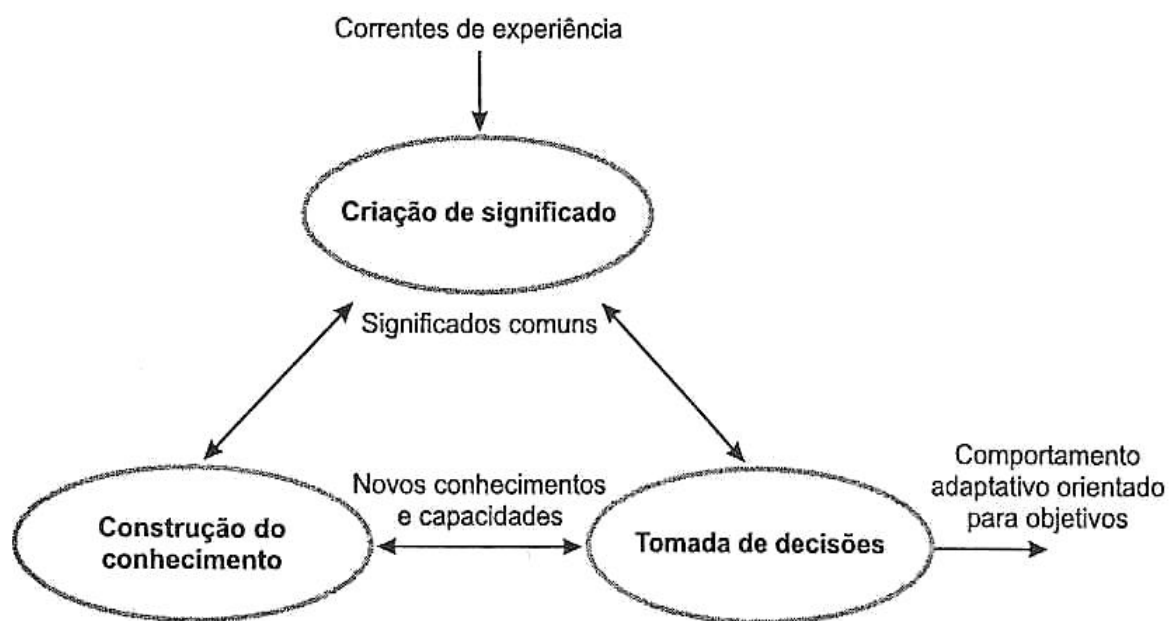 Correntes de experiência
Criação de significado
Significados comuns
Construção do
conhecimento
Novos conhecimentos
e capacidades
Tomada de decisões
Comportamento
adaptativo orientado
para objetivos